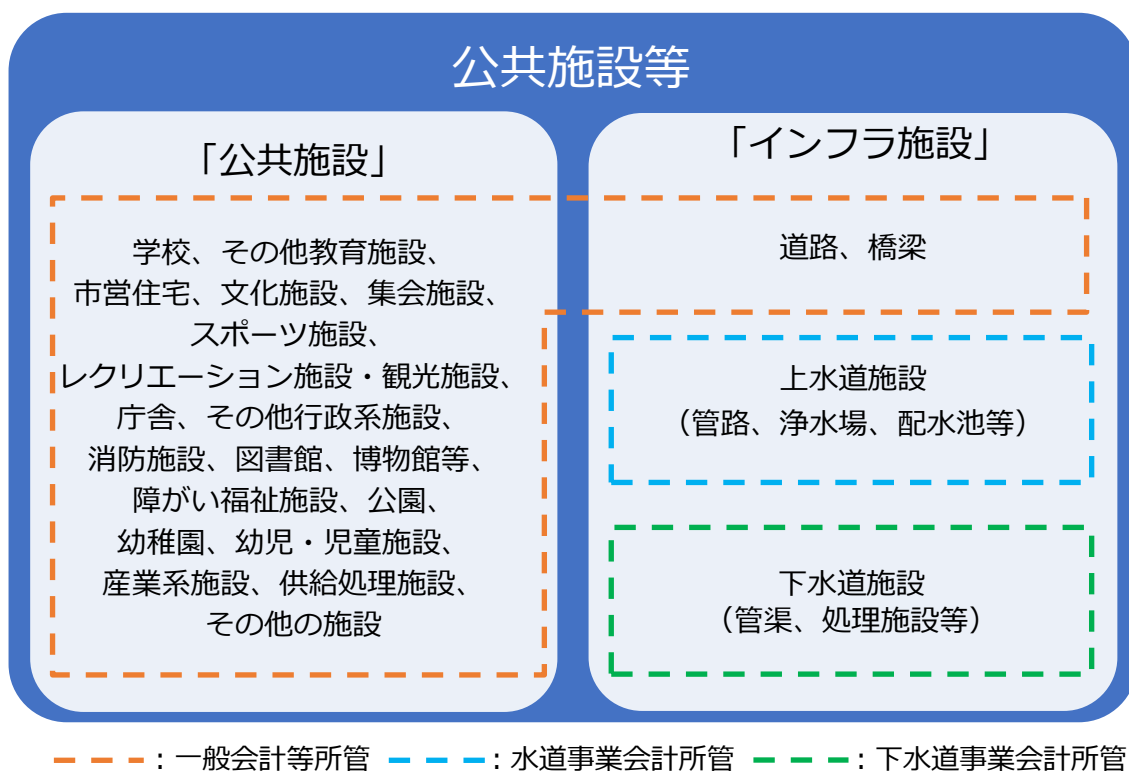 公共施設等
「公共施設」
学校、その他教育施設、
市営住宅、文化施設、集会施設、
スポーツ施設、
レクリエーション施設・観光施設、
庁舎、その他行政系施設、
消防施設、図書館、博物館等、
障がい福祉施設、公園、
幼稚園、幼児・児童施設、
産業系施設、供給処理施設、
その他の施設
「インフラ施設」
道路、橋梁
上水道施設
（管路、浄水場、配水池等）
下水道施設
（管渠、処理施設等）
：一般会計等所管 ：水道事業会計所管 ：下水道事業会計所管